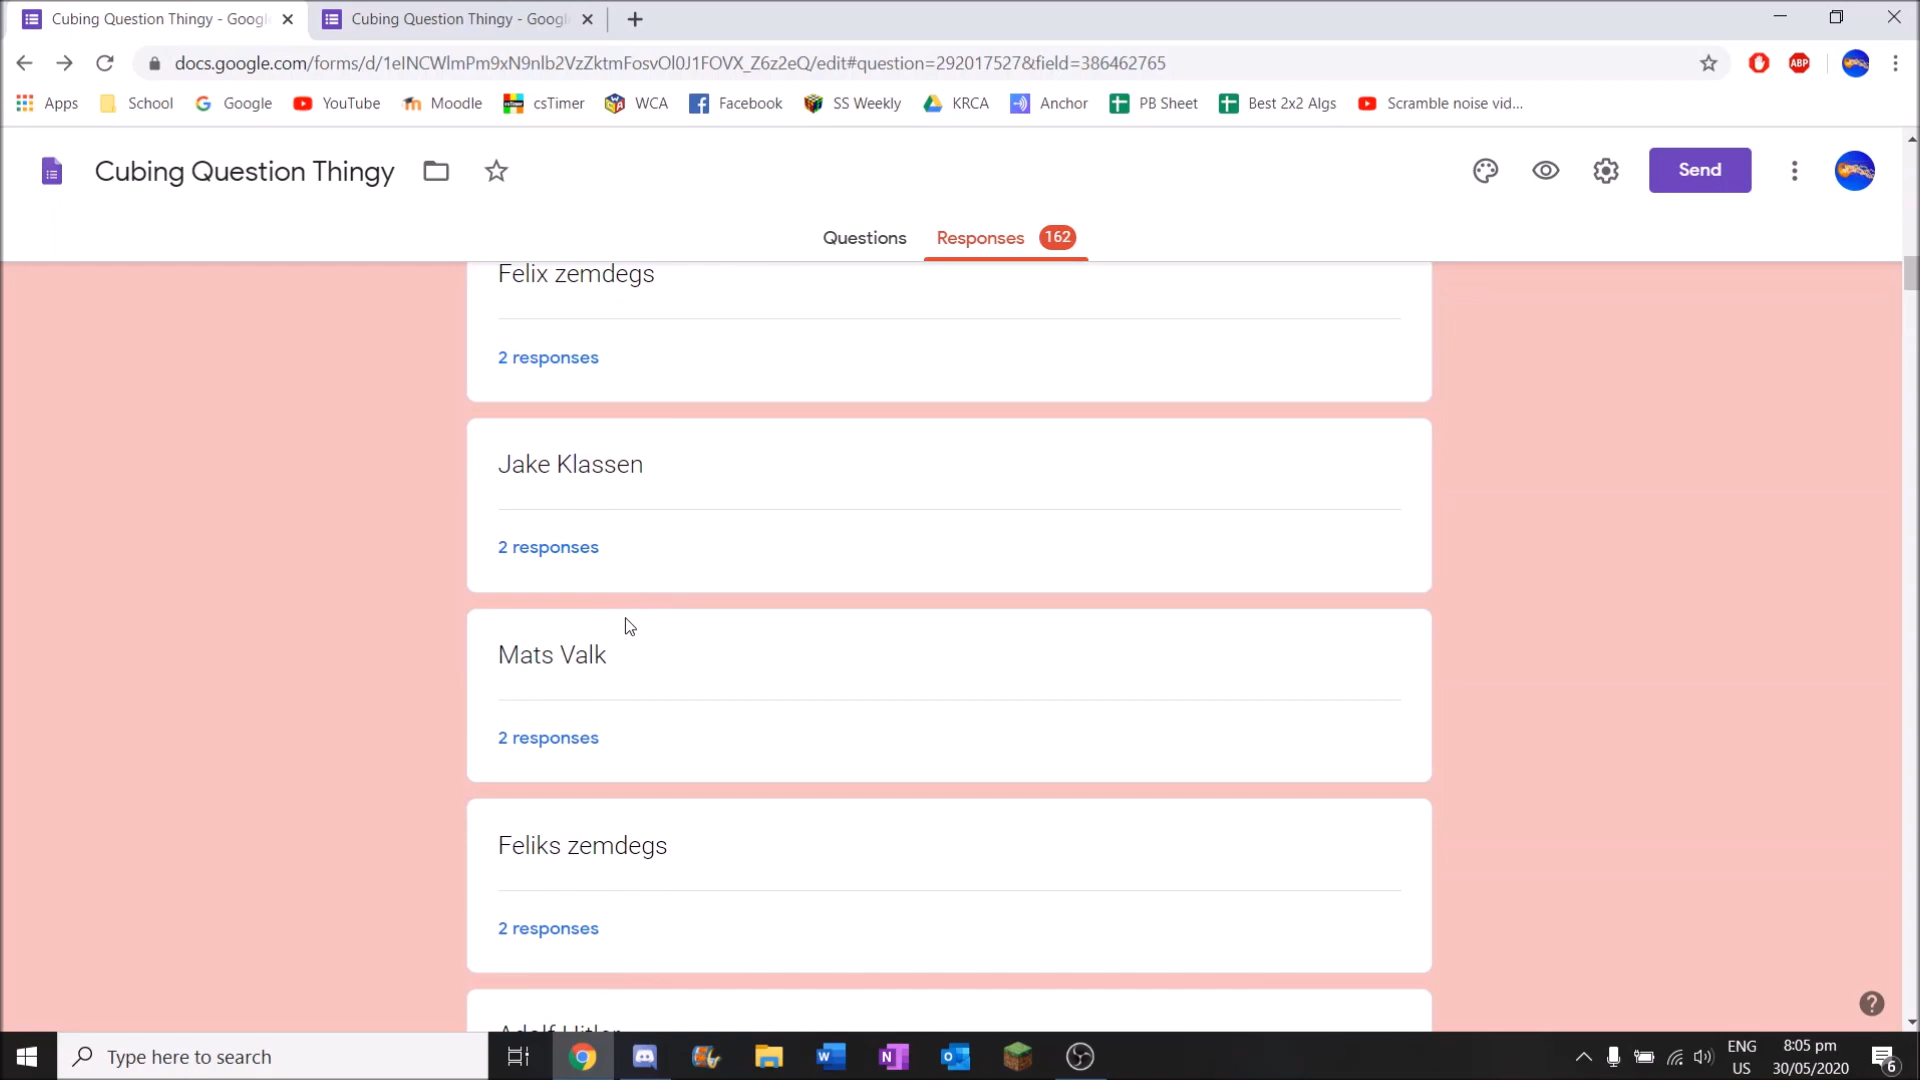 Cubing Question Thingy - Googl
Cubing Question Thingy - Googl
docs.google.com/forms/d/1eINCWlmPm9xN9nlb2VzZktmFosvOl0J1FOVX_Z6z2eQ/edit#question=292017527&field=386462765
ABP
Apps School Google YouTube Moodle csTimer WCA Facebook SS Weekly KRCA Anchor PB Sheet Best 2x2 Algs Scramble noise vid...
Cubing Question Thingy
Send
Questions Responses 162
Felix zemdegs
2 responses
Jake Klassen
2 responses
Mats Valk
2 responses
Feliks zemdegs
2 responses
Adolf Hitler
Type here to search
ENG
US
8:05 pm
30/05/2020
6